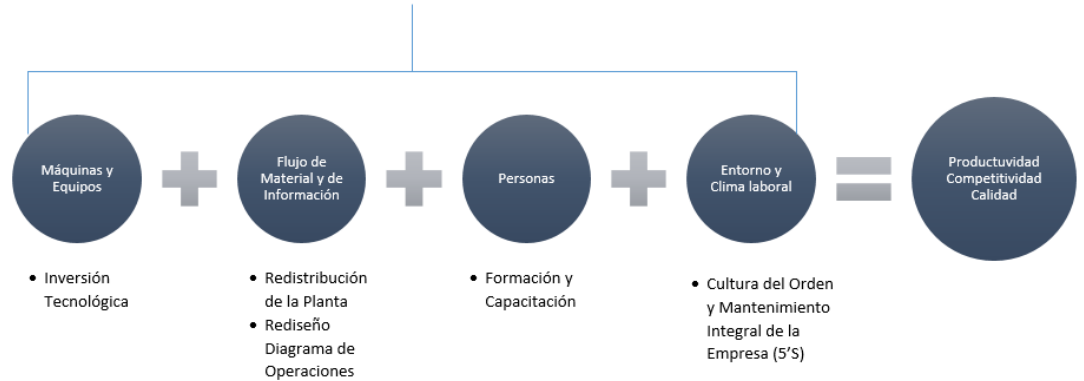 Máquinas y
Equipos
Flujo de
Material y de
Información
Personas
Entorno y
Clima laboral
Productuvidad
Competitividad
Calidad
• Inversión
Tecnológica
• Redistribución
de la Planta
• Rediseño
Diagrama de
Operaciones
• Formación y
Capacitación
• Cultura del Orden
y Mantenimiento
Integral de la
Empresa (5’S)